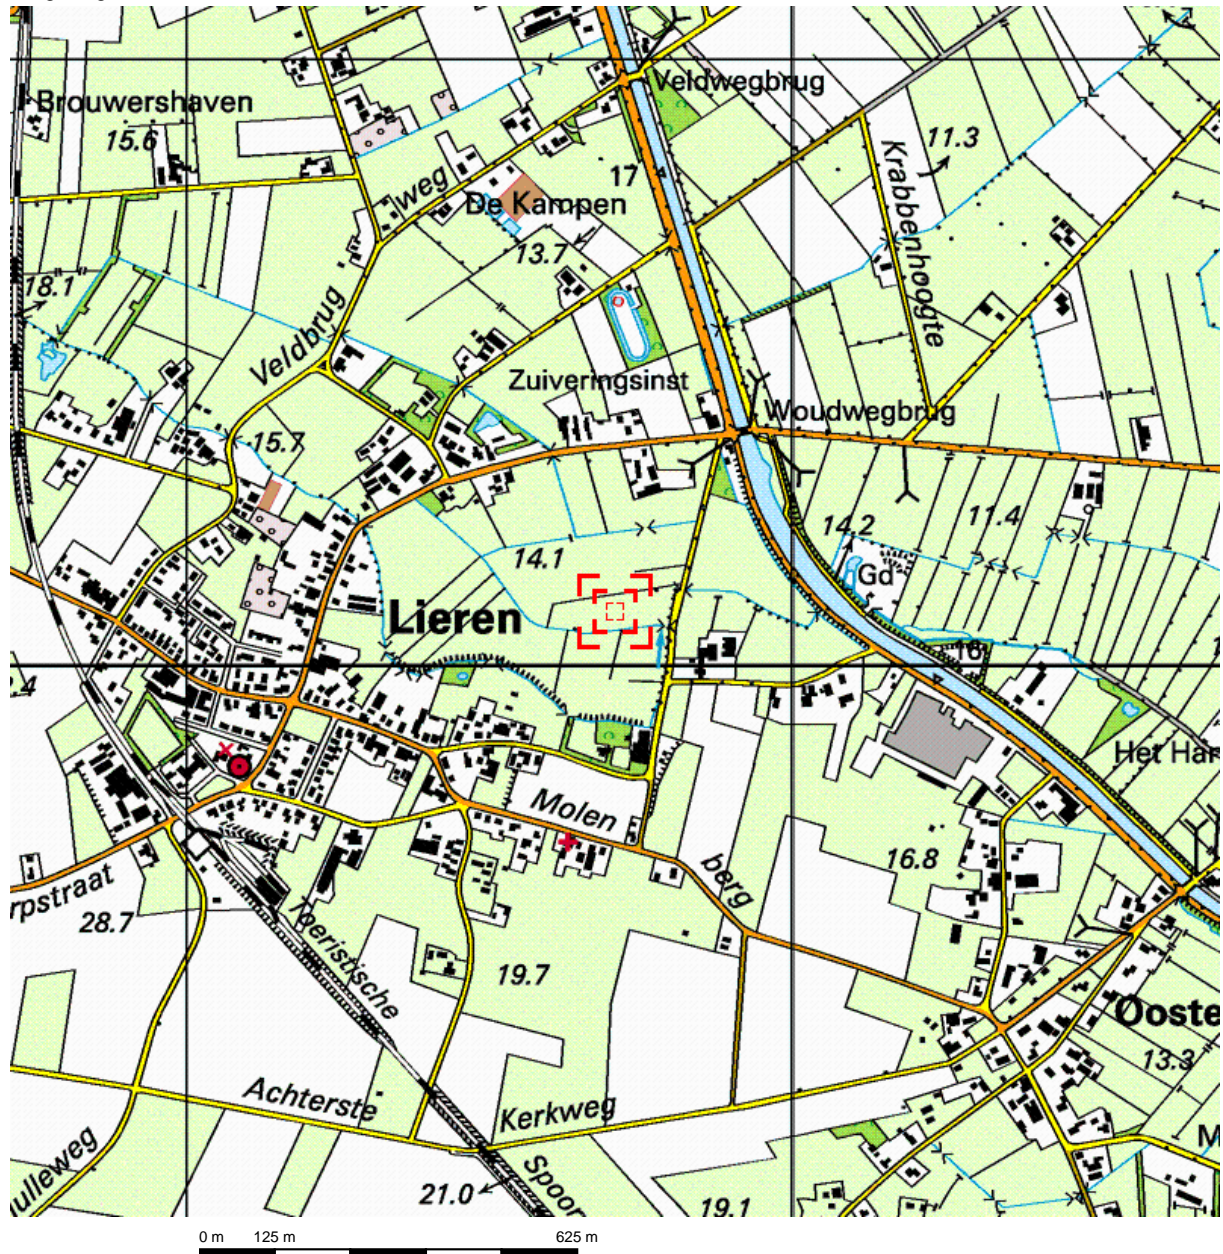 Veldwegbrug
Brouwershaven
15.6
11.3
Krabbenhoogte
17
weg
De Kampen
13.7
18.1
Veldbrug
Zuiveringsinst
Woudwegbrug
15.7
14.2
11.4
14.1
Gd
Lieren
16
.4
Het Har
Molen
berg
16.8
rpstraat
28.7
Toeristische
19.7
Ooste
13.3
Achterste
Kerkweg
ulleweg
Spoor
21.0
19.1
M
0 m 125 m 625 m